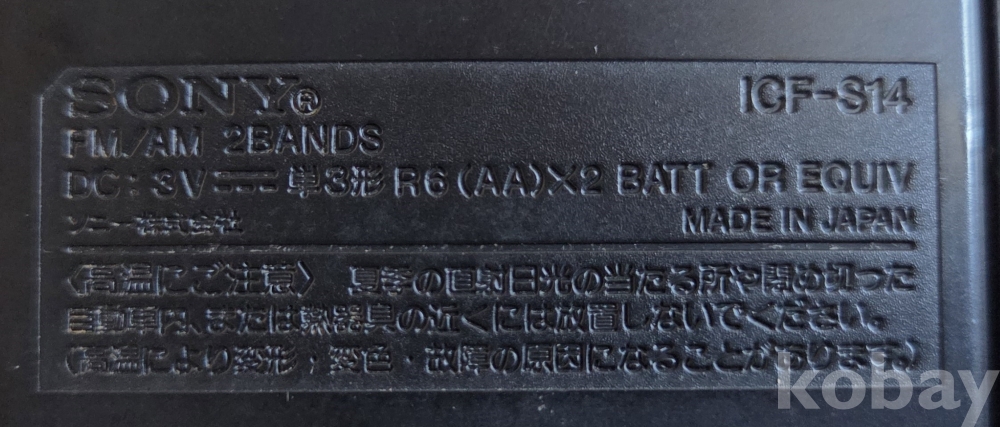 SONY® ICF-S14
FM/AM 2BANDS
DC: 3V⎓ 単3形 R6(AA)×2 BATT OR EQUIV
ソニー株式会社 MADE IN JAPAN
〈高温にご注意〉 夏季の直射日光の当たる所や閉め切った
自動車内、または熱器具の近くには放置しないでください。
(高温により変形・変色・故障の原因になることがあります。)
kobay